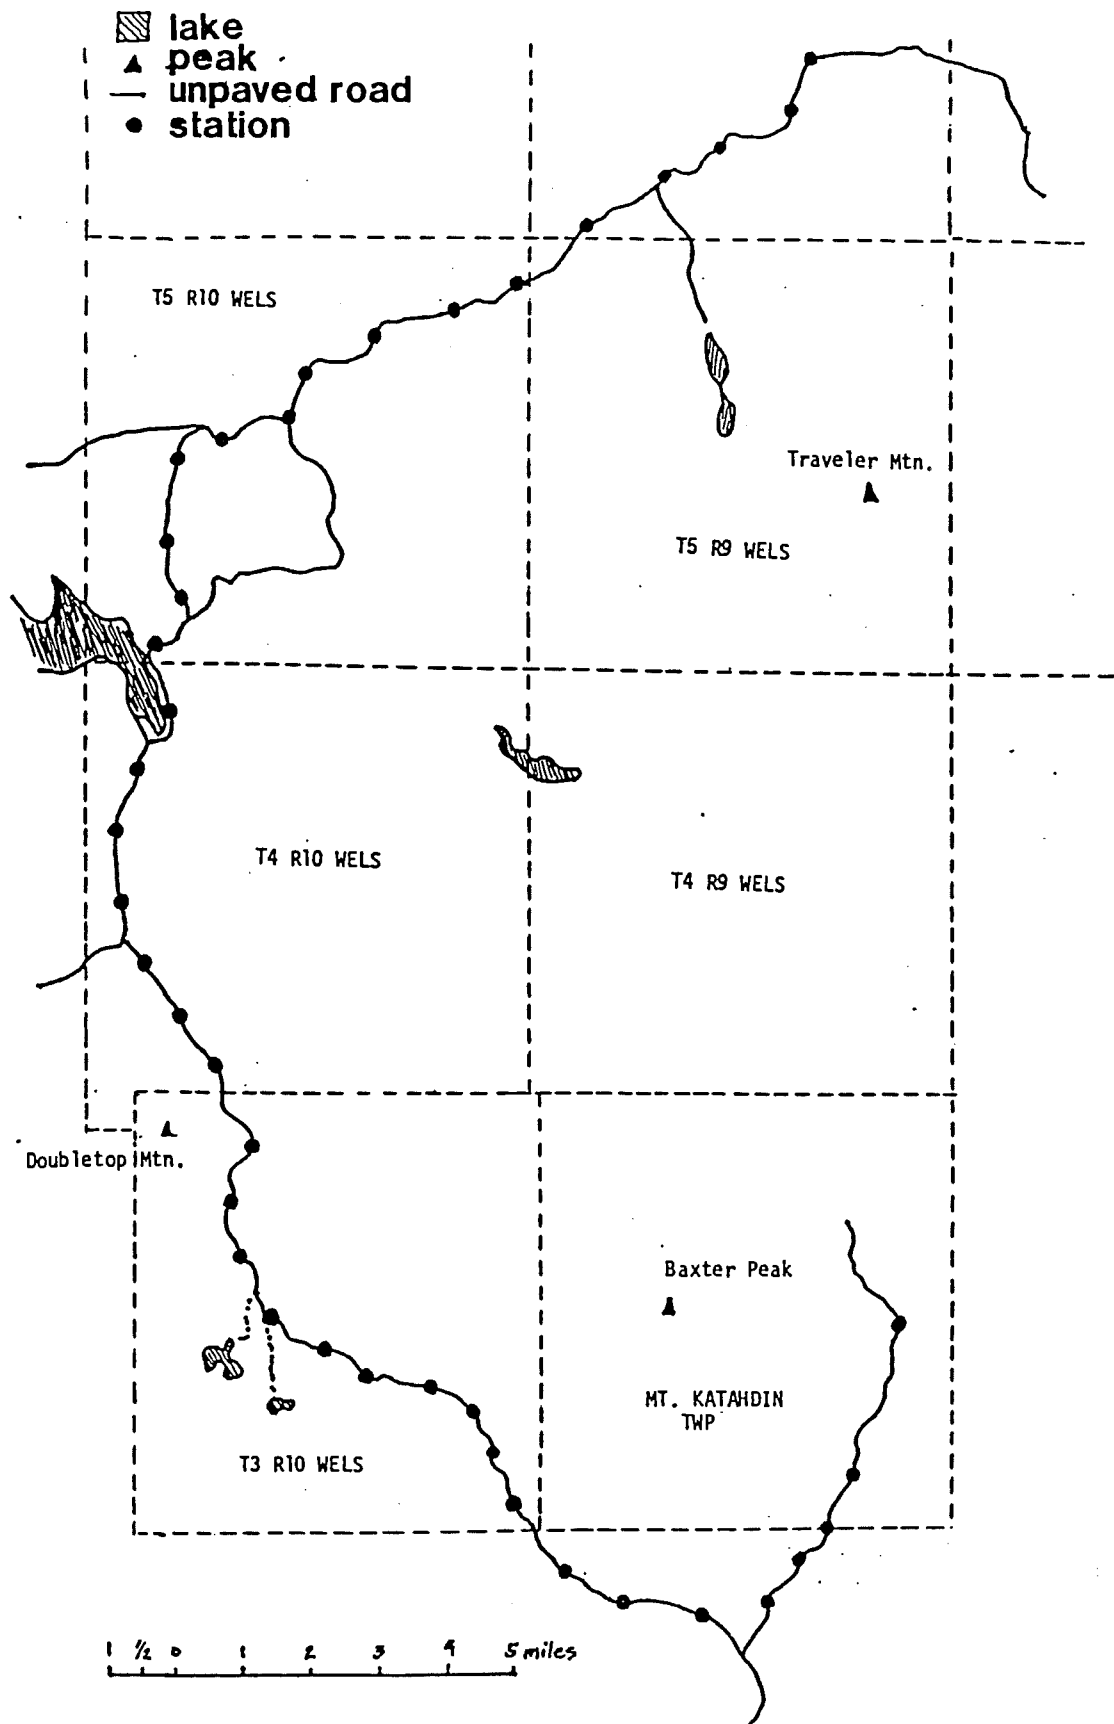 lake
peak
unpaved road
station
T5 R10 WELS
Traveler Mtn.
T5 R9 WELS
T4 R10 WELS
T4 R9 WELS
Doubletop Mtn.
Baxter Peak
MT. KATAHDIN
TWP
T3 R10 WELS
1 ½ 0 1 2 3 4 5 miles